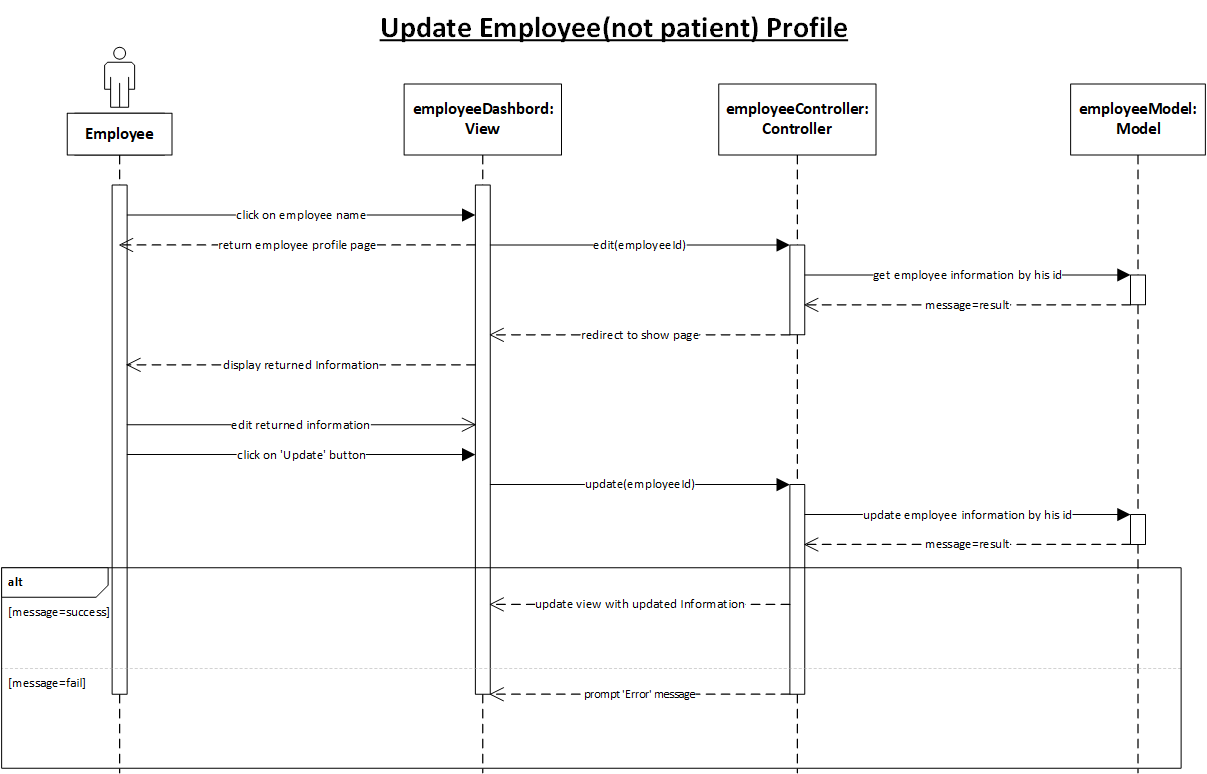 Update Employee(not patient) Profile
Employee
employeeDashbord:
View
employeeController:
Controller
employeeModel:
Model
click on employee name
return employee profile page
edit(employeeId)
get employee information by his id
message=result
redirect to show page
display returned Information
edit returned information
click on 'Update' button
update(employeeId)
update employee information by his id
message=result
alt
[message=success]
update view with updated Information
[message=fail]
prompt 'Error' message